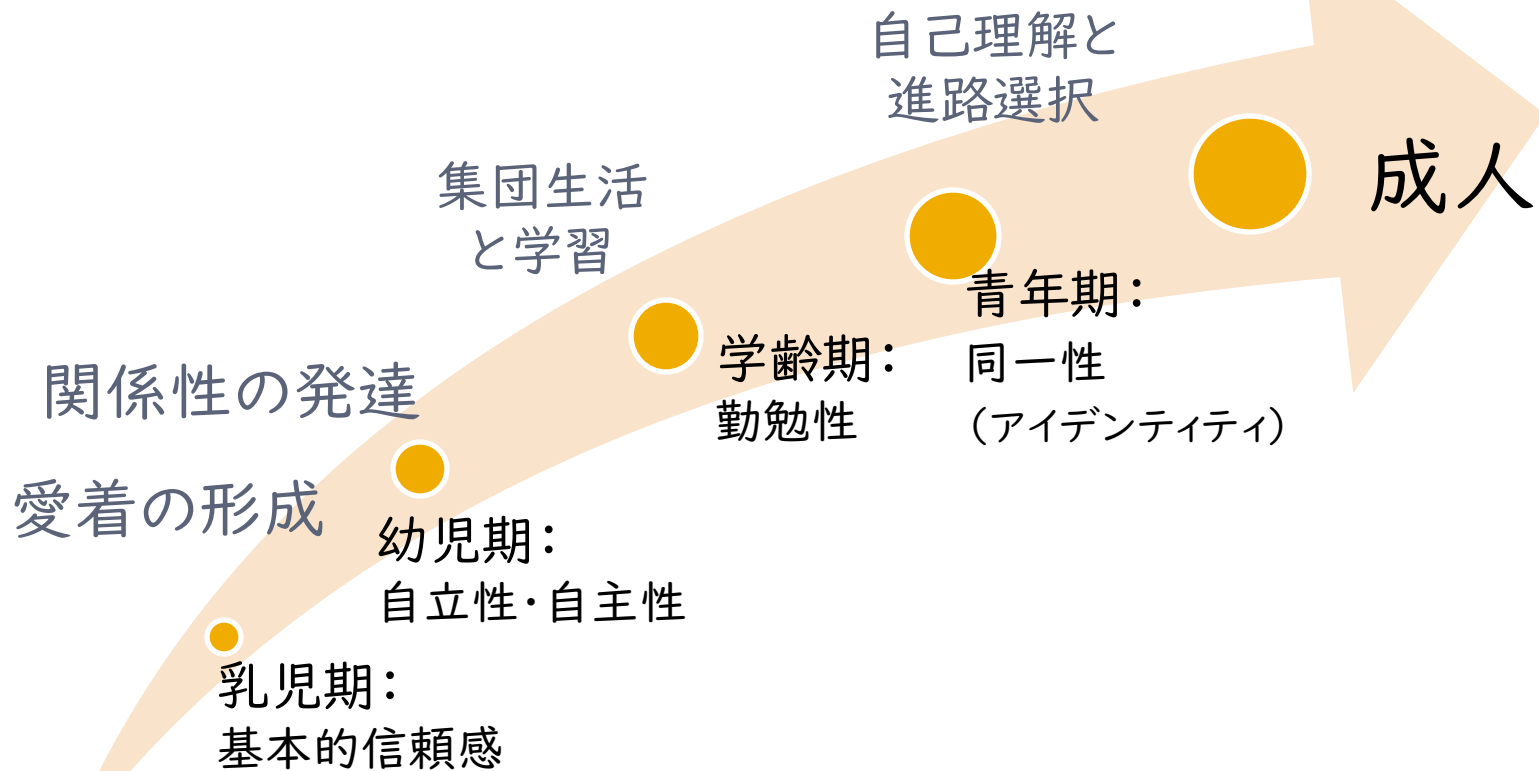 自己理解と
進路選択
成人
集団生活
と学習
青年期：
同一性
（アイデンティティ）
学齢期：
勤勉性
関係性の発達
愛着の形成
幼児期：
自立性・自主性
乳児期：
基本的信頼感